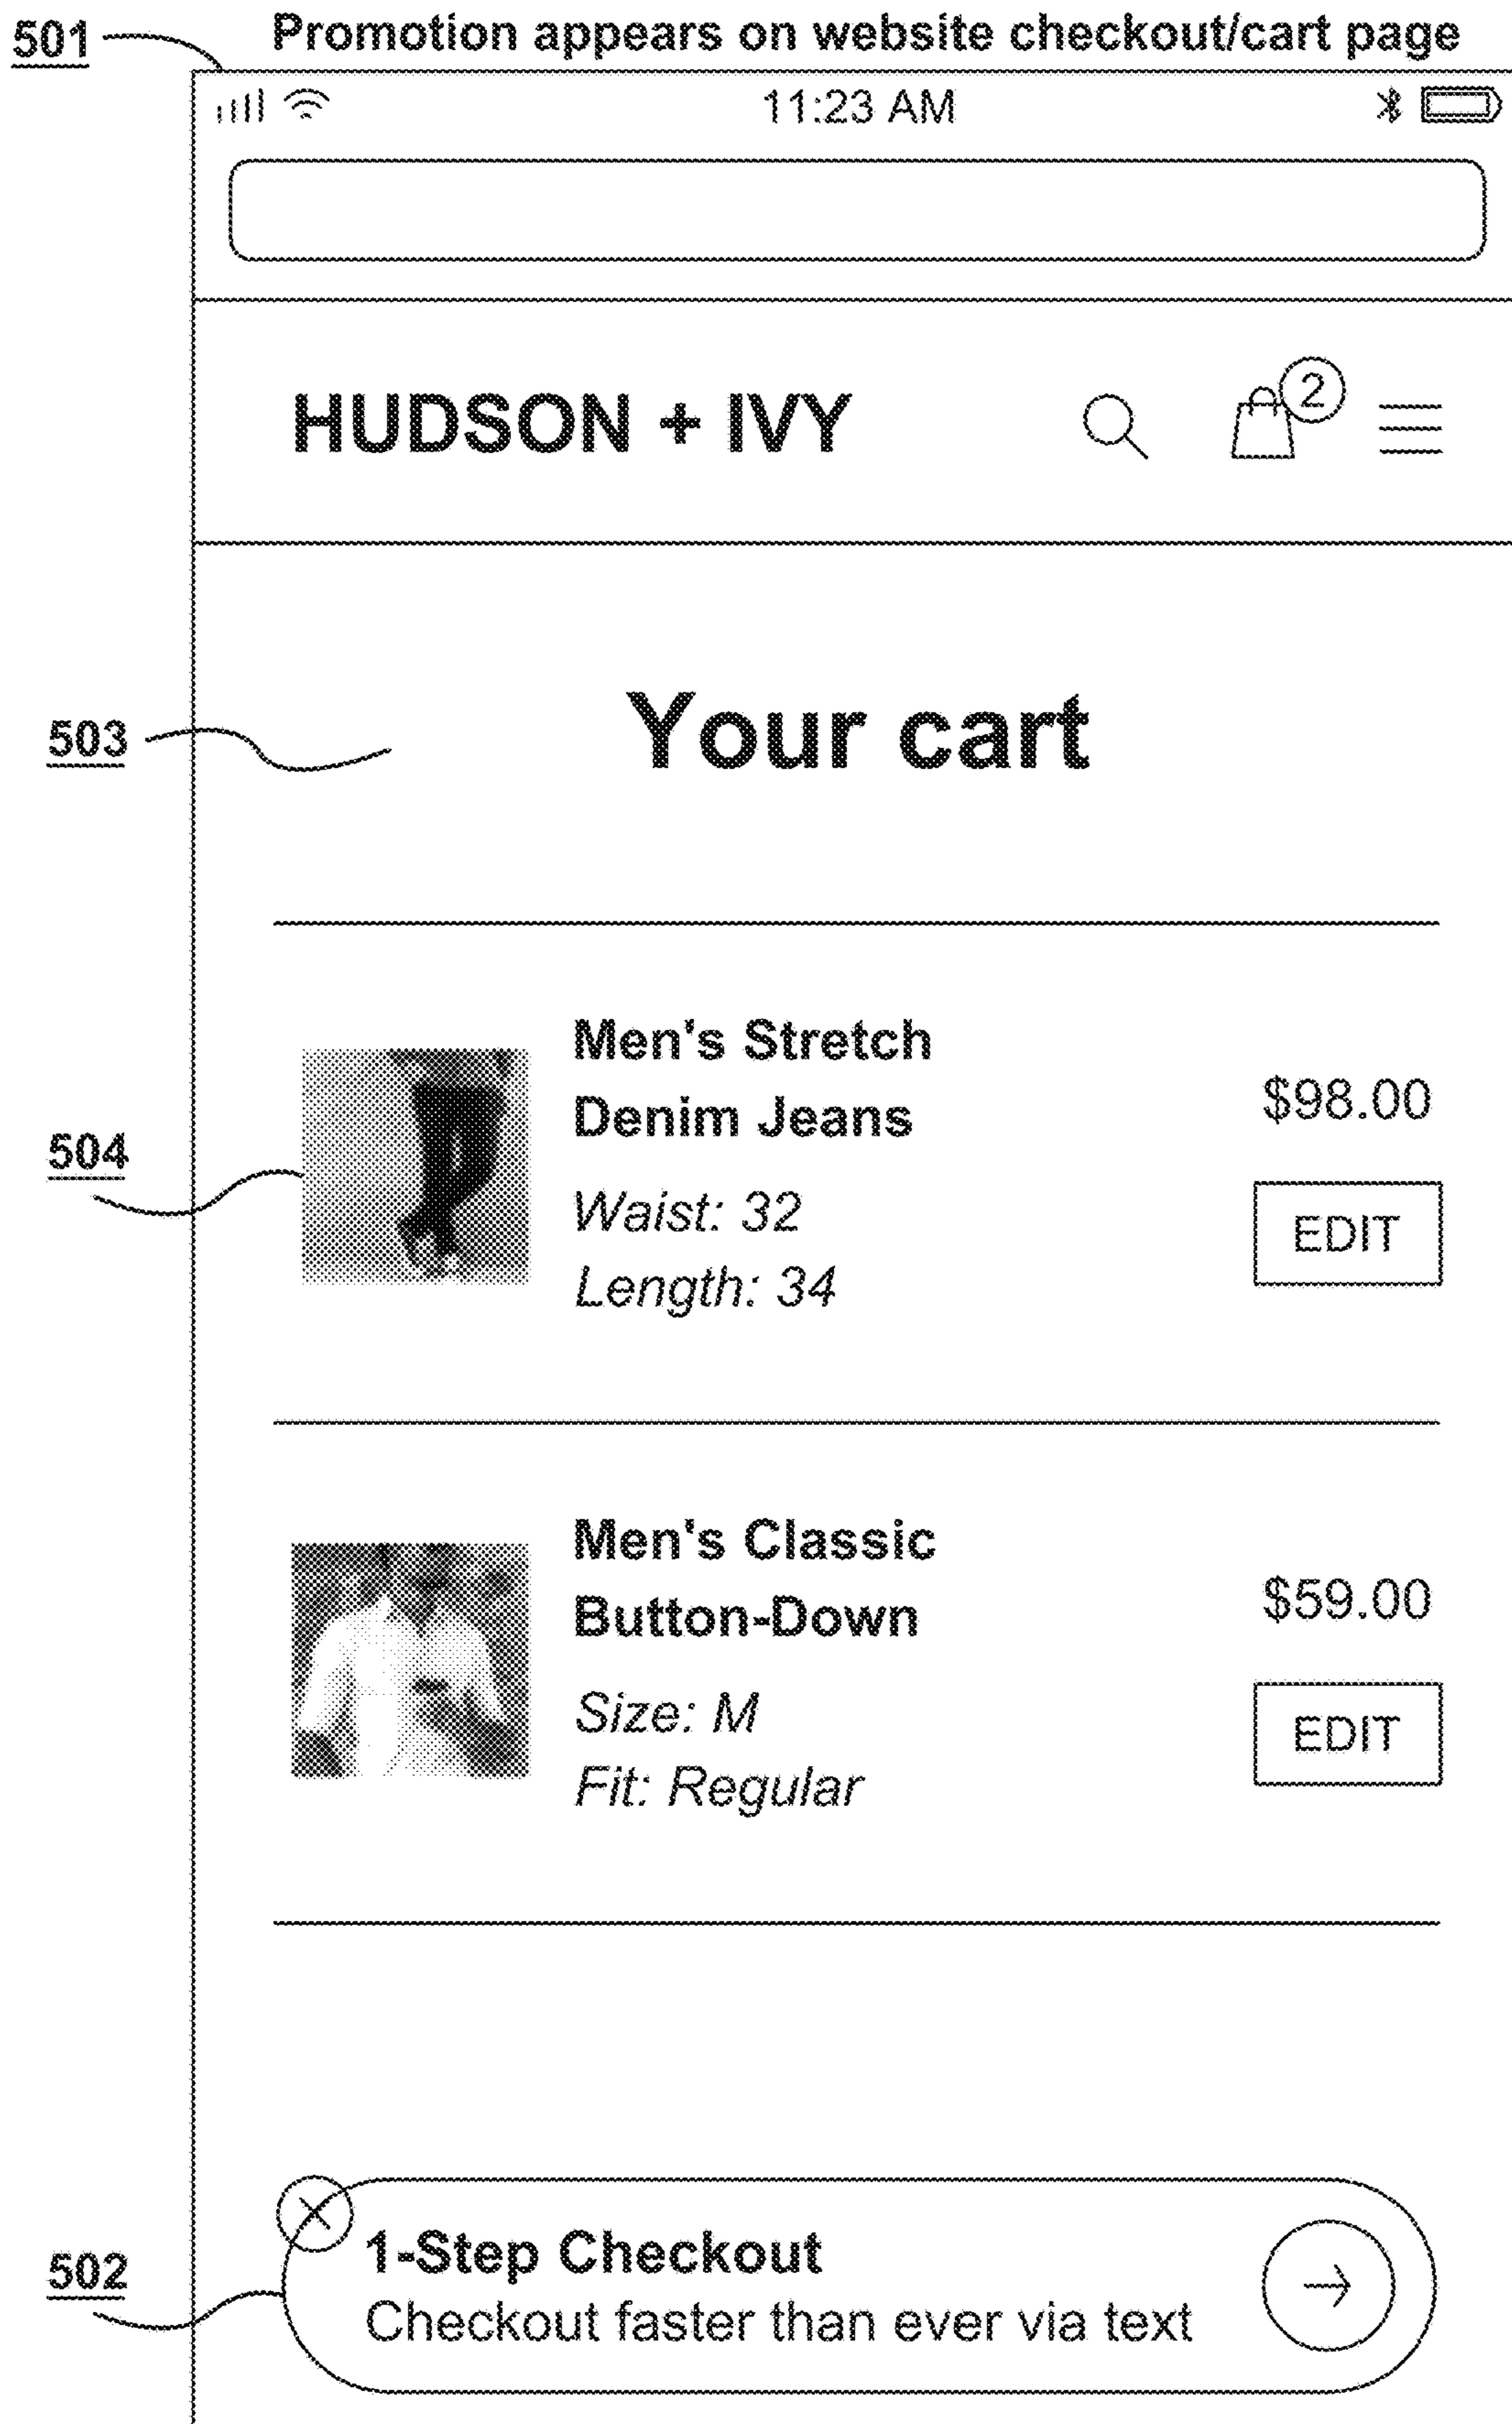 501
Promotion appears on website checkout/cart page
11:23 AM
HUDSON + IVY
2
503
Your cart
504
Men's Stretch
Denim Jeans
$98.00
Waist: 32
EDIT
Length: 34
Men's Classic
Button-Down
$59.00
Size: M
EDIT
Fit: Regular
502
1-Step Checkout
Checkout faster than ever via text